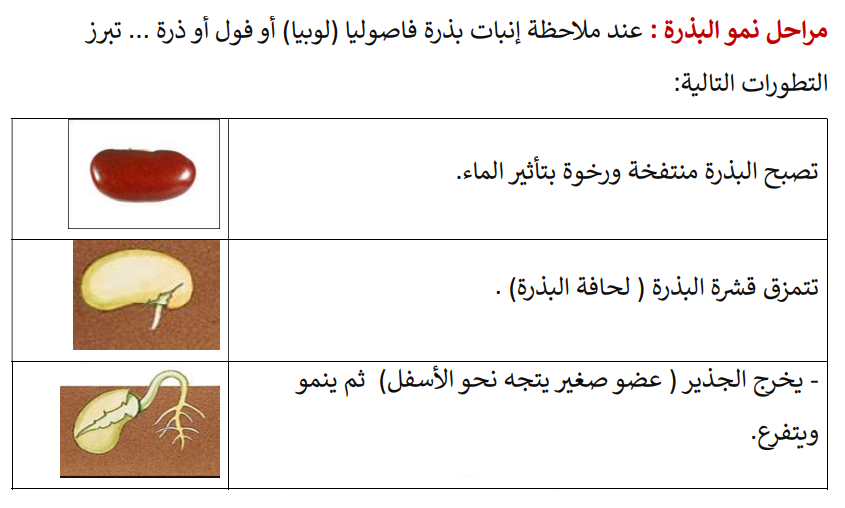 مراحل نمو البذرة : عند ملاحظة إنبات بذرة فاصوليا (لوبيا) أو فول أو ذرة ... تبرز
التطورات التالية:
تصبح البذرة منتفخة ورخوة بتأثير الماء.
تتمزق قشرة البذرة ( لحافة البذرة) .
- يخرج الجذير ( عضو صغير يتجه نحو الأسفل) ثم ينمو
ويتفرع.